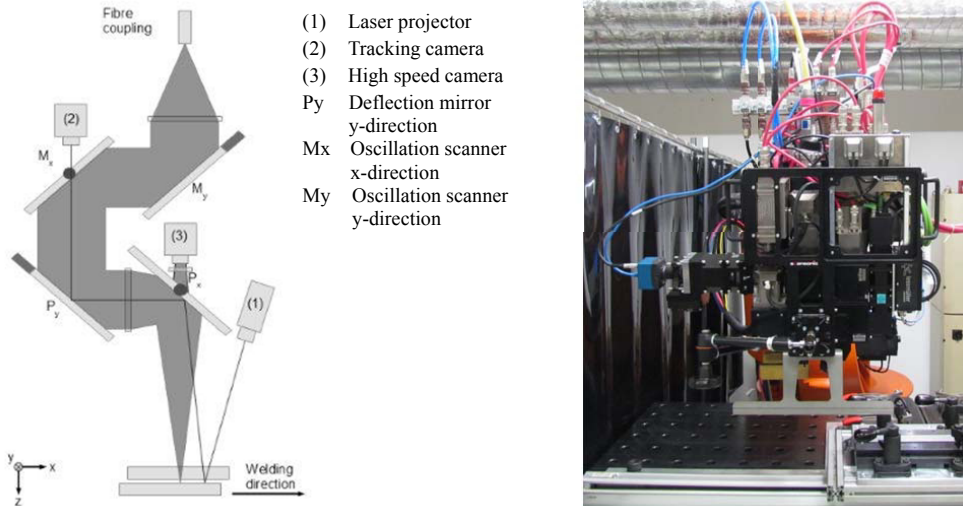 Fibre
coupling
(2)
Mx
My
(3)
Px
Py
(1)
Welding
direction
y
x
z
(1) Laser projector
(2) Tracking camera
(3) High speed camera
Py Deflection mirror
y-direction
Mx Oscillation scanner
x-direction
My Oscillation scanner
y-direction